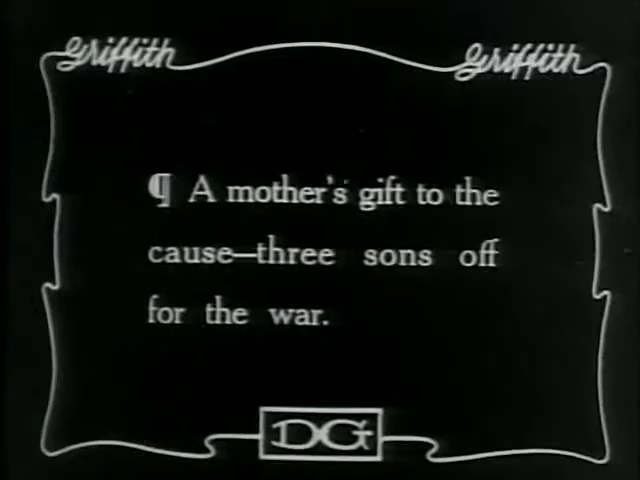 Griffith Griffith
¶ A mother's gift to the
cause—three sons off
for the war.
DG